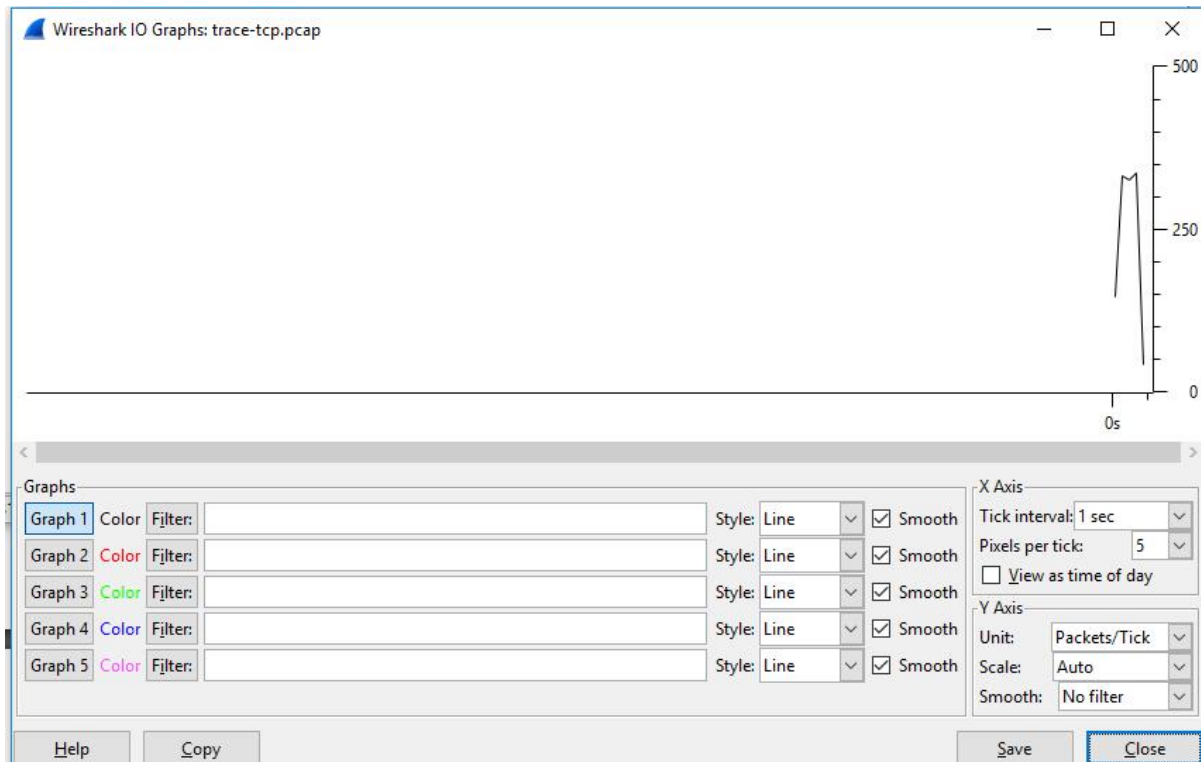 Wireshark IO Graphs: trace-tcp.pcap
500
250
0
0s
Graphs
Graph 1 Color Filter: Style: Line Smooth
Graph 2 Color Filter: Style: Line Smooth
Graph 3 Color Filter: Style: Line Smooth
Graph 4 Color Filter: Style: Line Smooth
Graph 5 Color Filter: Style: Line Smooth
X Axis
Tick interval: 1 sec
Pixels per tick: 5
View as time of day
Y Axis
Unit: Packets/Tick
Scale: Auto
Smooth: No filter
Help Copy Save Close